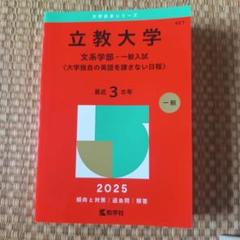 大学赤本シリーズ
立教大学
文系学部-一般入試
〈大学独自の英語を課さない日程〉
最近3カ年
一般
2025
傾向と対策｜過去問｜解答
教学社